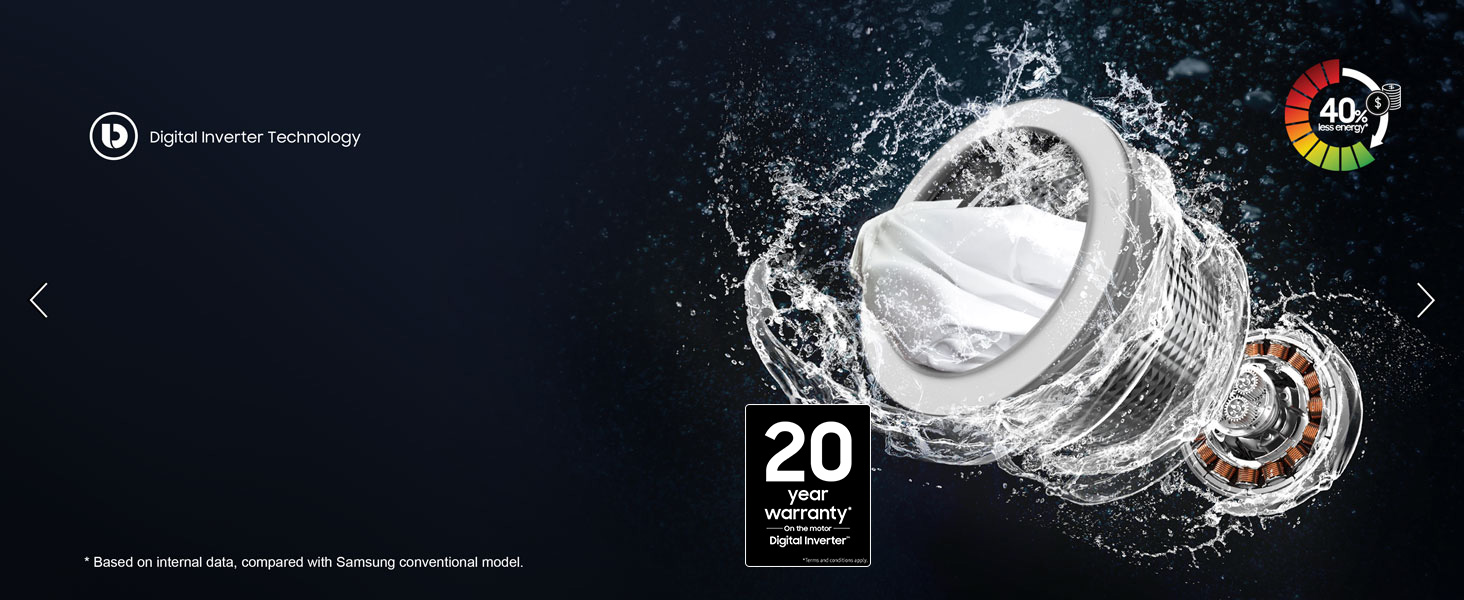 Digital Inverter Technology
40%
less energy*
$
20
year
warranty*
On the motor
Digital Inverter™
*Terms and conditions apply.
* Based on internal data, compared with Samsung conventional model.